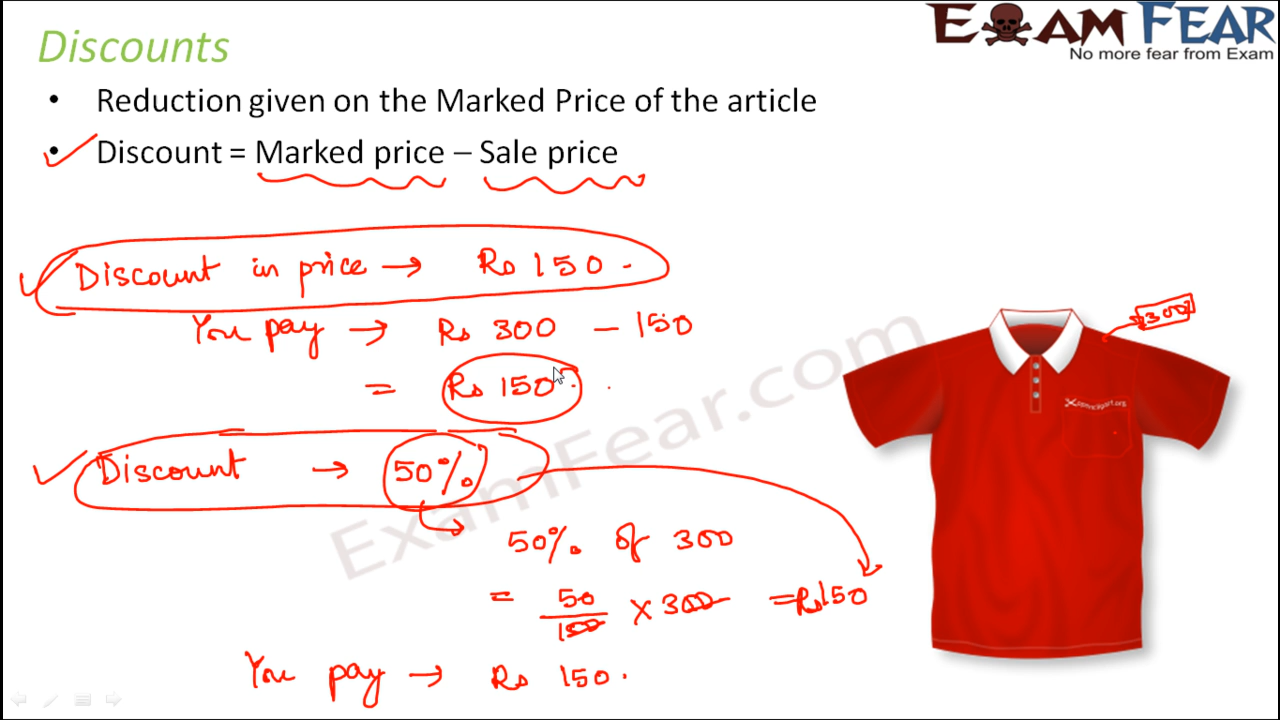 EXAM FEAR
No more fear from Exam
Discounts
• Reduction given on the Marked Price of the article
• Discount = Marked price – Sale price
Discount in price → Rs 150.
You pay → Rs 300 – 150
= Rs 150.
Discount → 50%.
50% of 300
= 50/100 × 300 = Rs 150
You pay → Rs 150.
300
ExamFear.com